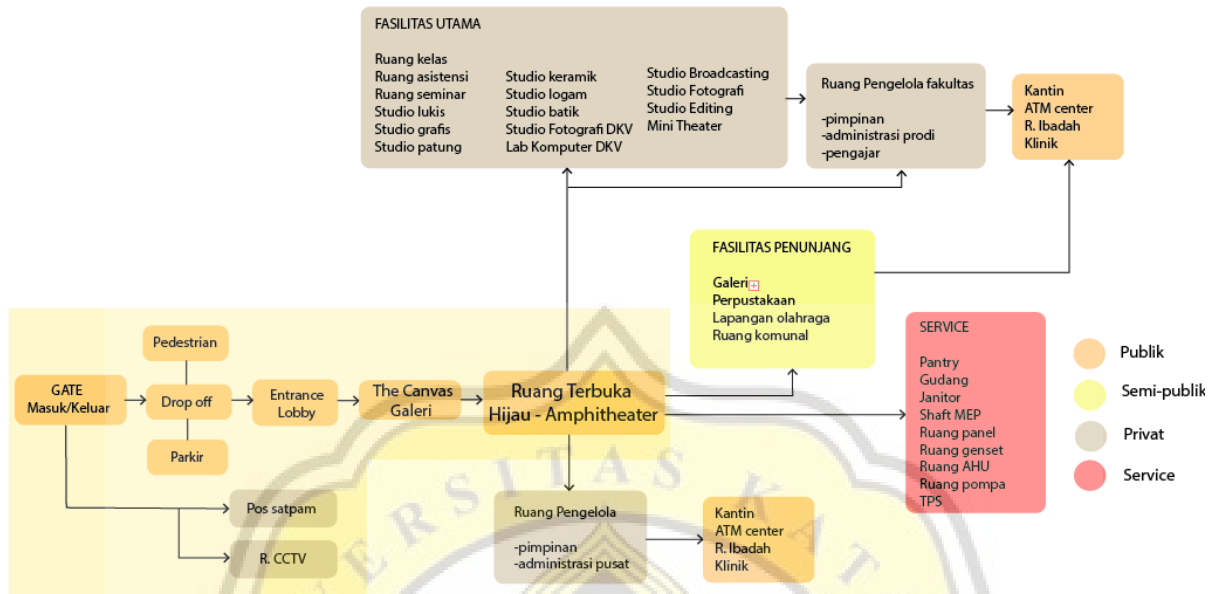 FASILITAS UTAMA
Ruang kelas
Ruang asistensi
Ruang seminar
Studio lukis
Studio grafis
Studio patung
Studio keramik
Studio logam
Studio batik
Studio Fotografi DKV
Lab Komputer DKV
Studio Broadcasting
Studio Fotografi
Studio Editing
Mini Theater
Ruang Pengelola fakultas
-pimpinan
-administrasi prodi
-pengajar
Kantin
ATM center
R. Ibadah
Klinik
FASILITAS PENUNJANG
Galeri
Perpustakaan
Lapangan olahraga
Ruang komunal
GATE
Masuk/Keluar
Pedestrian
Drop off
Parkir
Entrance
Lobby
The Canvas
Galeri
Ruang Terbuka
Hijau - Amphitheater
Pos satpam
R. CCTV
Ruang Pengelola
-pimpinan
-administrasi pusat
Kantin
ATM center
R. Ibadah
Klinik
SERVICE
Pantry
Gudang
Janitor
Shaft MEP
Ruang panel
Ruang genset
Ruang AHU
Ruang pompa
TPS
Publik
Semi-publik
Privat
Service
ERSITAS KAT